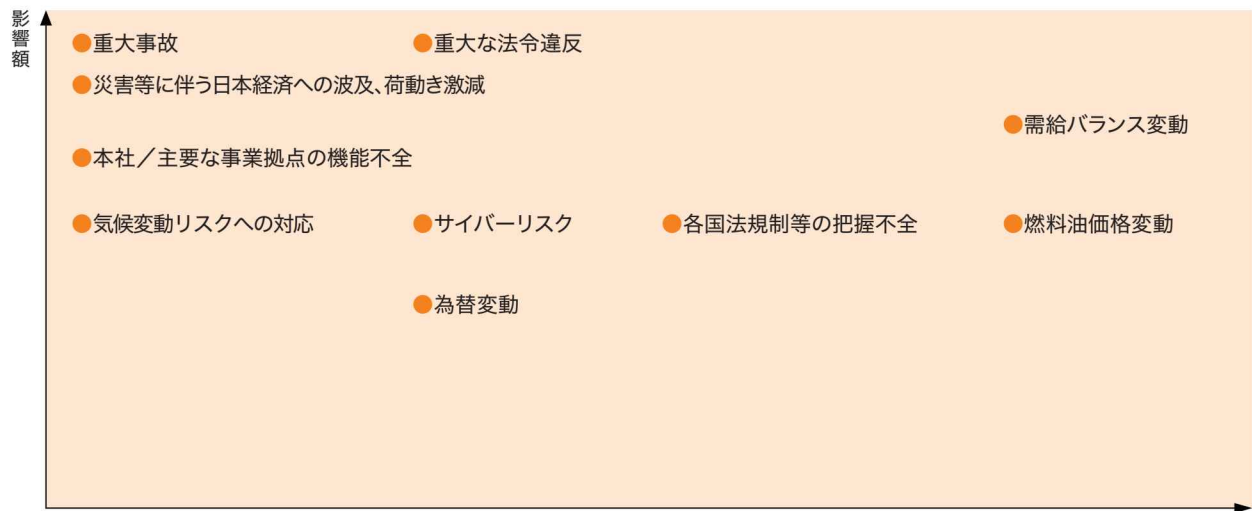 影響額
●重大事故
●重大な法令違反
●災害等に伴う日本経済への波及、荷動き激減
●需給バランス変動
●本社／主要な事業拠点の機能不全
●気候変動リスクへの対応
●サイバーリスク
●各国法規制等の把握不全
●燃料油価格変動
●為替変動